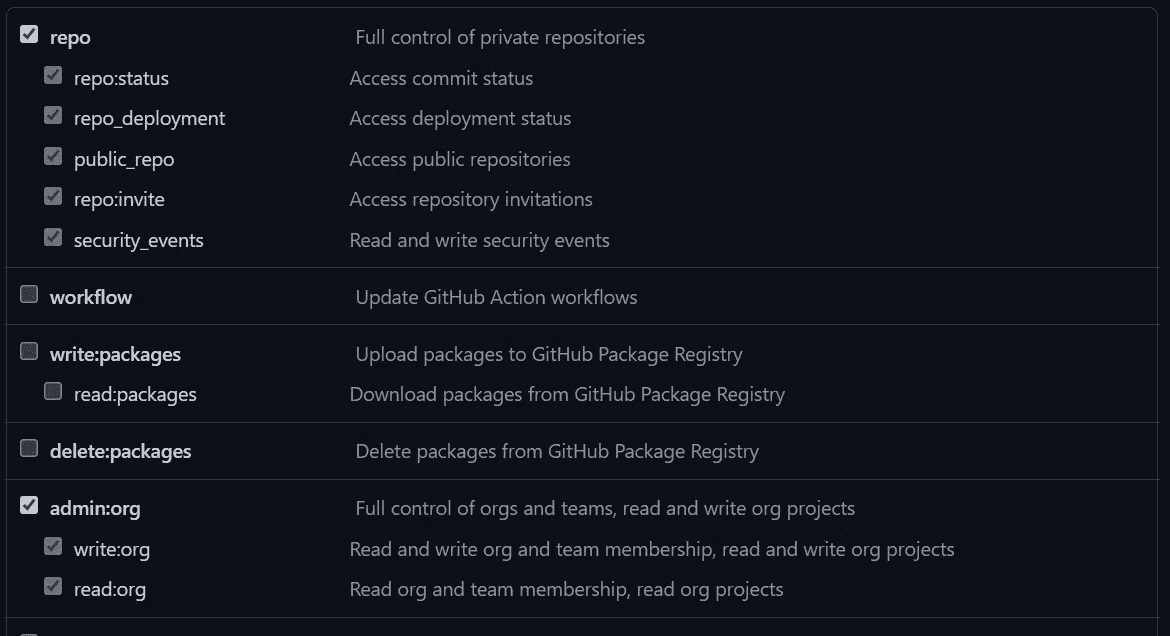 repo Full control of private repositories
repo:status Access commit status
repo_deployment Access deployment status
public_repo Access public repositories
repo:invite Access repository invitations
security_events Read and write security events
workflow Update GitHub Action workflows
write:packages Upload packages to GitHub Package Registry
read:packages Download packages from GitHub Package Registry
delete:packages Delete packages from GitHub Package Registry
admin:org Full control of orgs and teams, read and write org projects
write:org Read and write org and team membership, read and write org projects
read:org Read org and team membership, read org projects